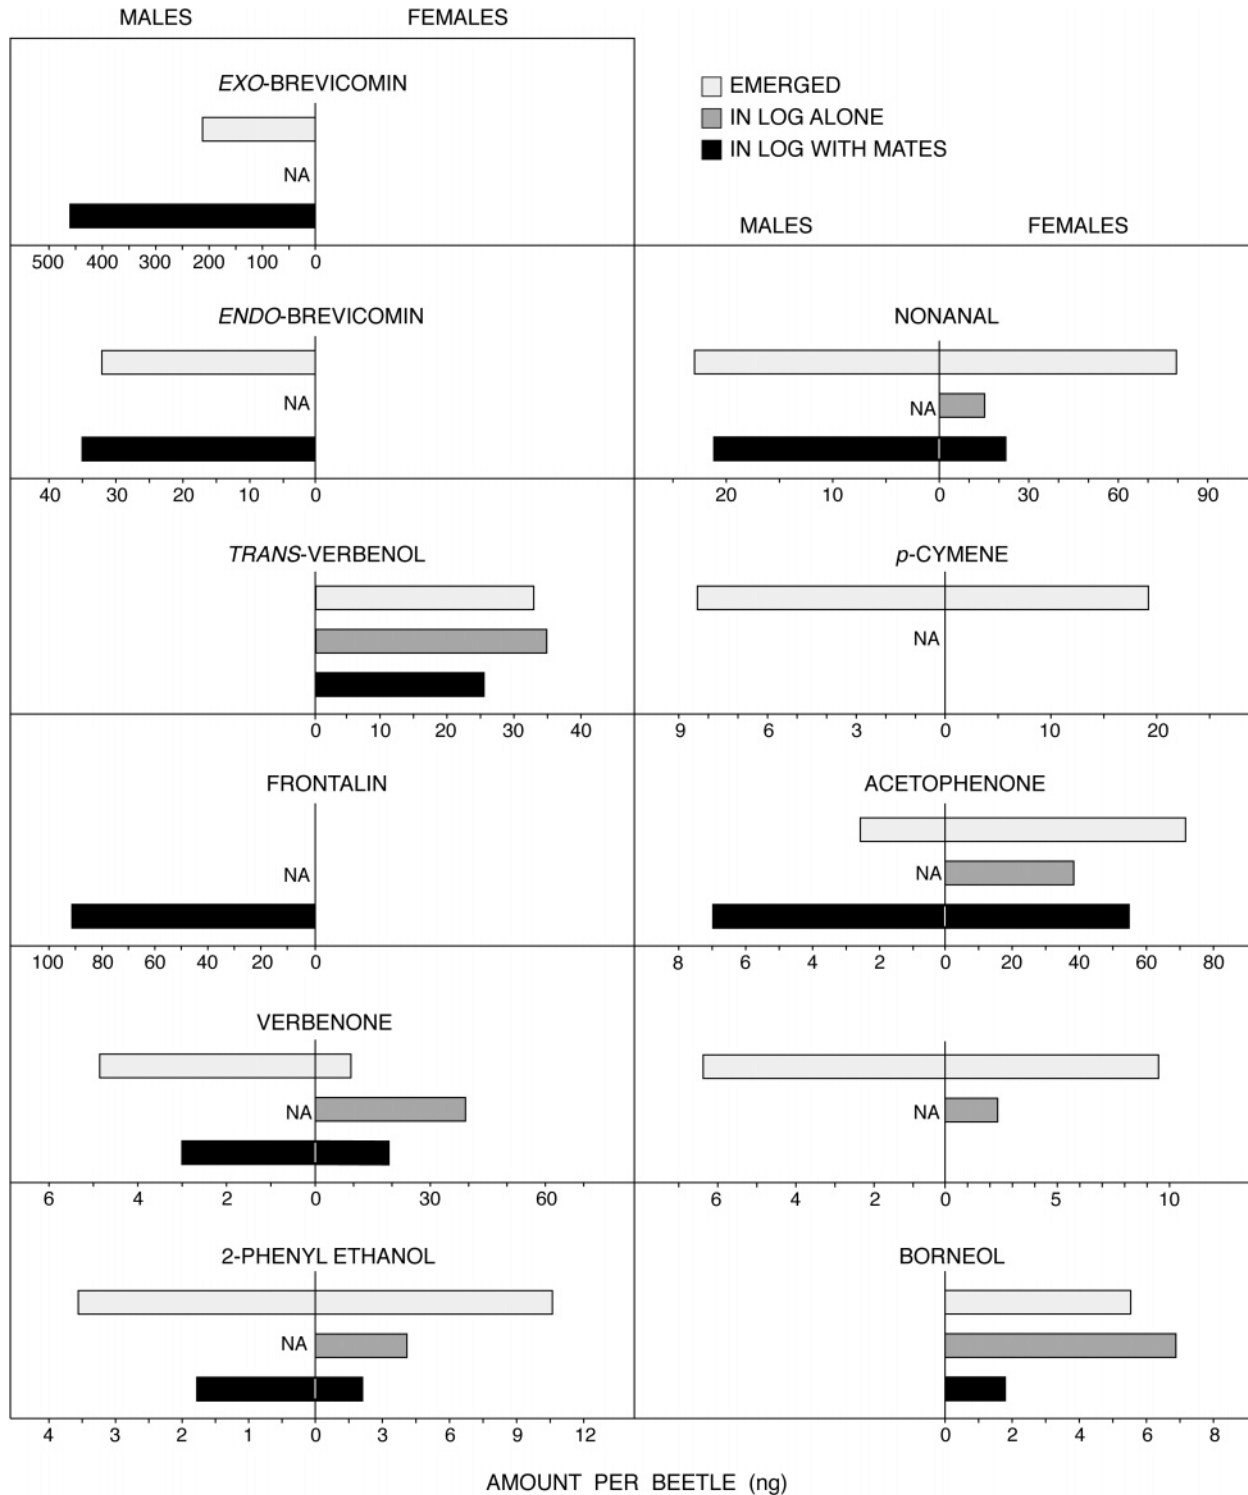 MALES FEMALES
EXO-BREVICOMIN
NA
500 400 300 200 100 0
EMERGED
IN LOG ALONE
IN LOG WITH MATES
MALES FEMALES
ENDO-BREVICOMIN
NA
40 30 20 10 0
NONANAL
NA
20 10 0 30 60 90
TRANS-VERBENOL
0 10 20 30 40
p-CYMENE
NA
9 6 3 0 10 20
FRONTALIN
NA
100 80 60 40 20 0
ACETOPHENONE
NA
8 6 4 2 0 20 40 60 80
VERBENONE
NA
6 4 2 0 30 60
NA
6 4 2 0 5 10
2-PHENYL ETHANOL
NA
4 3 2 1 0 3 6 9 12
BORNEOL
0 2 4 6 8
AMOUNT PER BEETLE (ng)